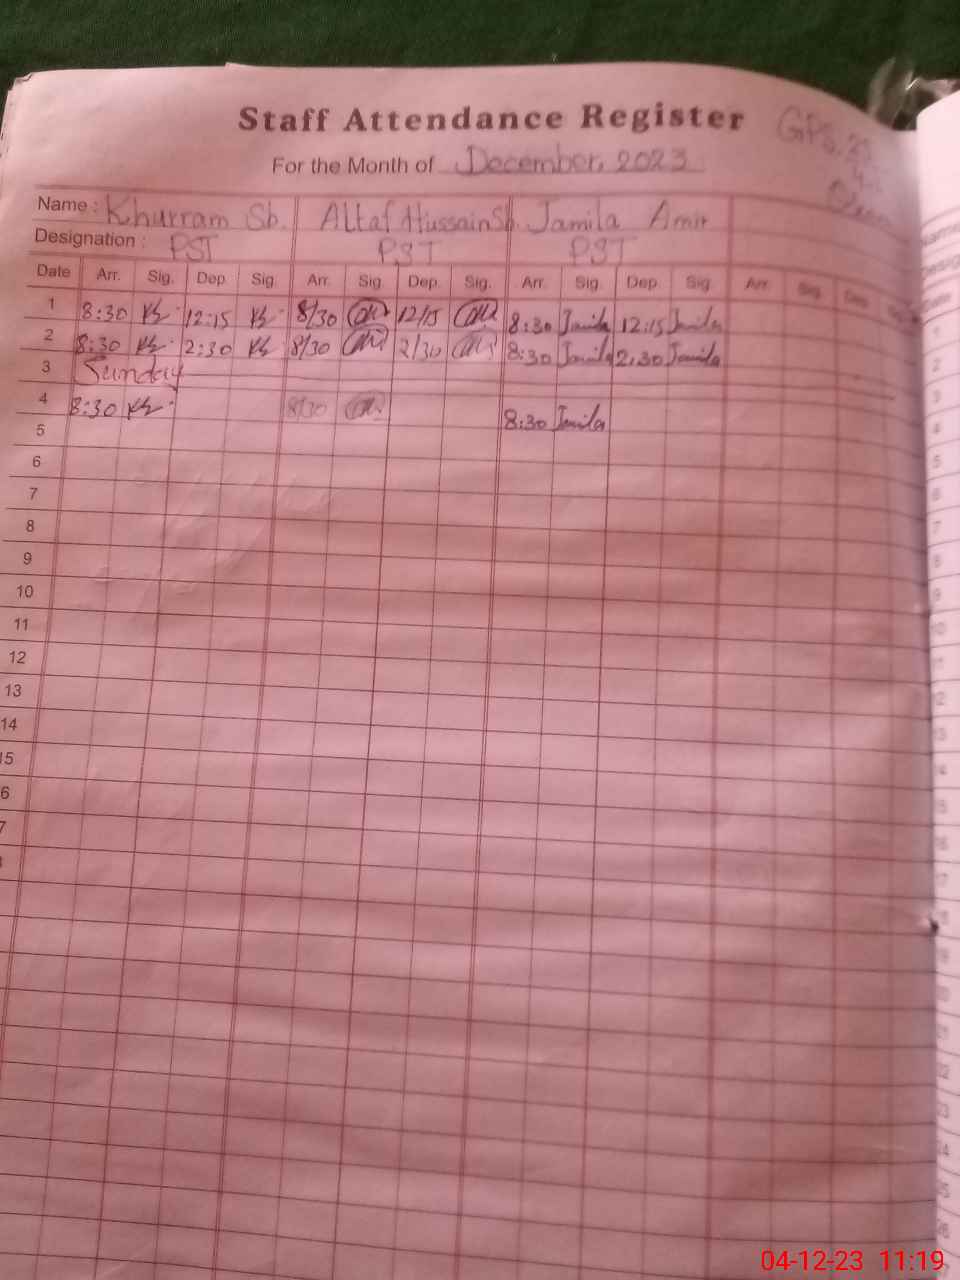 Staff Attendance Register
GPS.
For the Month of December, 2023
Name : Khurram Sb. Altaf Hussain Sb. Jamila Amir
Designation : PST PST PST
Date Arr. Sig. Dep. Sig. Arr. Sig. Dep. Sig. Arr. Sig. Dep. Sig. Arr. Sig. Dep.
1 8:30 12:15 8/30 12/15 8:30 Jamila 12:15 Jamila
2 8:30 2:30 8/30 2/30 8:30 Jamila 2:30 Jamila
3 Sunday
4 8:30 8/30 8:30 Jamila
5
6
7
8
9
10
11
12
13
14
15
6
7
04-12-23 11:19